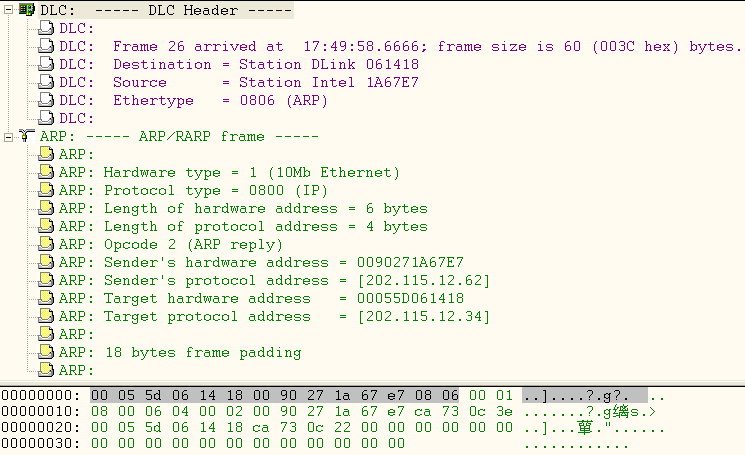 DLC:  ----- DLC Header -----
DLC:
DLC:  Frame 26 arrived at  17:49:58.6666; frame size is 60 (003C hex) bytes.
DLC:  Destination = Station DLink 061418
DLC:  Source      = Station Intel 1A67E7
DLC:  Ethertype   = 0806 (ARP)
DLC:
ARP: ----- ARP/RARP frame -----
ARP:
ARP: Hardware type = 1 (10Mb Ethernet)
ARP: Protocol type = 0800 (IP)
ARP: Length of hardware address = 6 bytes
ARP: Length of protocol address = 4 bytes
ARP: Opcode 2 (ARP reply)
ARP: Sender's hardware address = 0090271A67E7
ARP: Sender's protocol address = [202.115.12.62]
ARP: Target hardware address   = 00055D061418
ARP: Target protocol address   = [202.115.12.34]
ARP:
ARP: 18 bytes frame padding
ARP:
00000000: 00 05 5d 06 14 18 00 90 27 1a 67 e7 08 06 00 01 ..]....?.g?. ..
00000010: 08 00 06 04 00 02 00 90 27 1a 67 e7 ca 73 0c 3e .......?.g缡s.>
00000020: 00 05 5d 06 14 18 ca 73 0c 22 00 00 00 00 00 00 ..]...."......
00000030: 00 00 00 00 00 00 00 00 00 00 00 00 ............